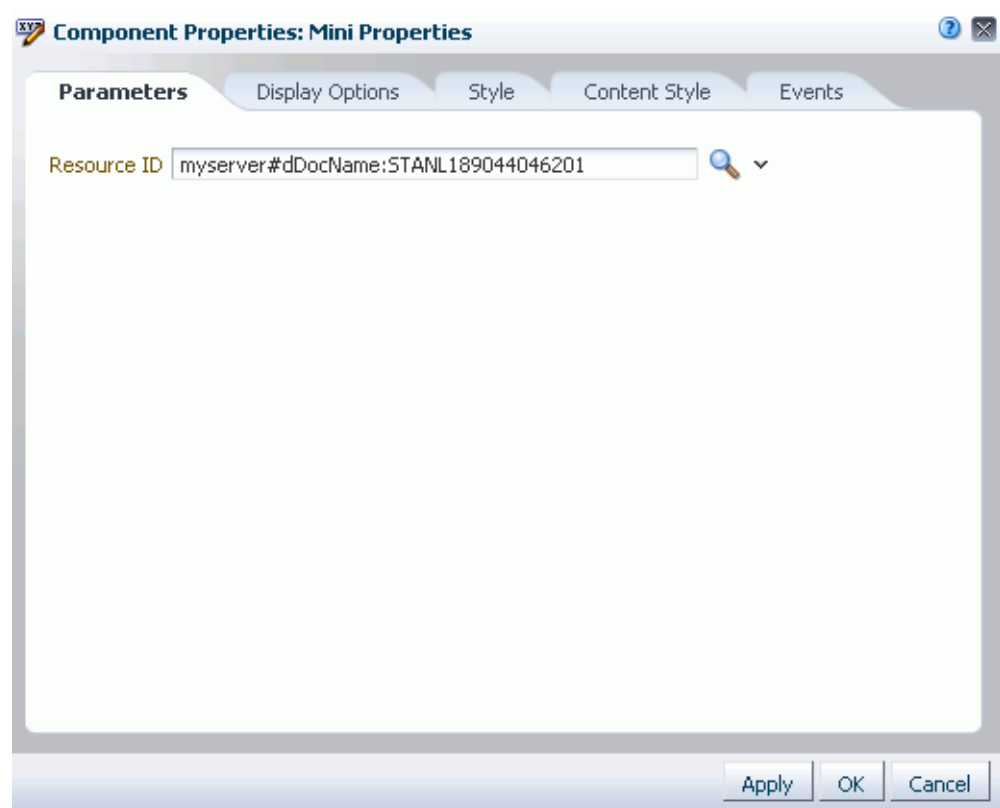 Component Properties: Mini Properties
Parameters Display Options Style Content Style Events
Resource ID myserver#dDocName:STANL189044046201
Apply OK Cancel